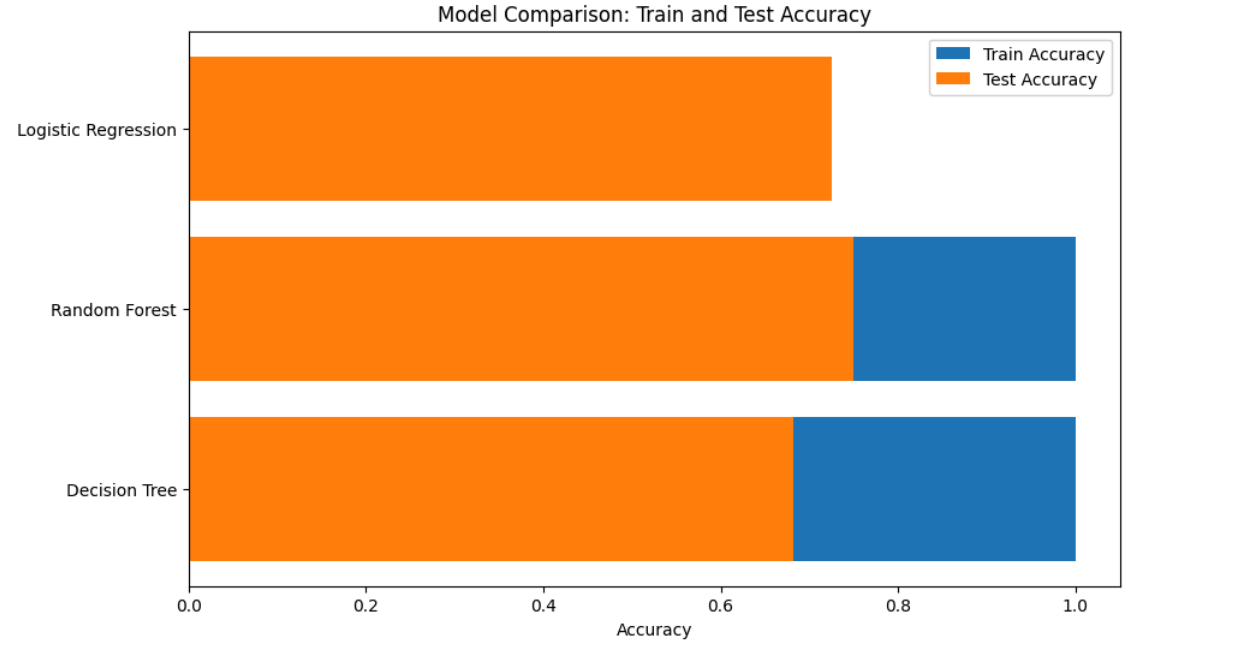 Model Comparison: Train and Test Accuracy
Train Accuracy
Test Accuracy
Logistic Regression
Random Forest
Decision Tree
0.0 0.2 0.4 0.6 0.8 1.0
Accuracy